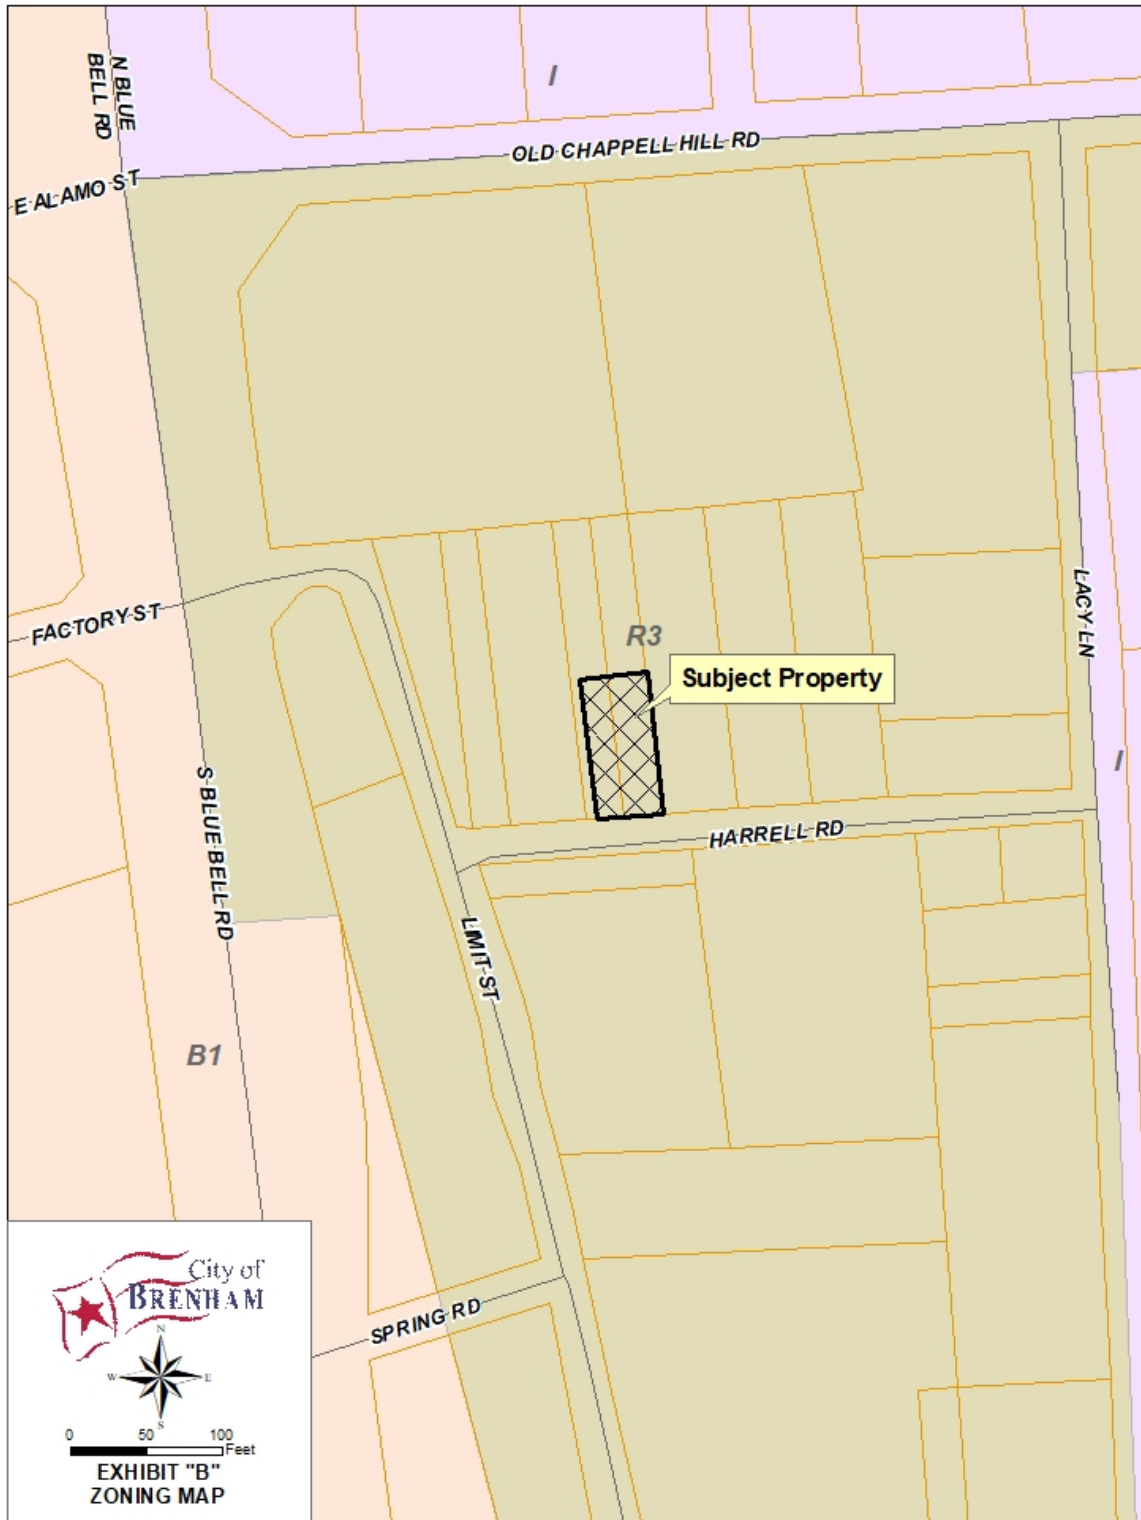 N BLUE
BELL RD
I
OLD CHAPPELL HILL RD
E ALAMO ST
FACTORY ST
LACY LN
R3
Subject Property
I
S BLUE BELL RD
HARRELL RD
LIMIT ST
B1
SPRING RD
City of
BRENHAM
N
W E
S
0 50 100
Feet
EXHIBIT "B"
ZONING MAP